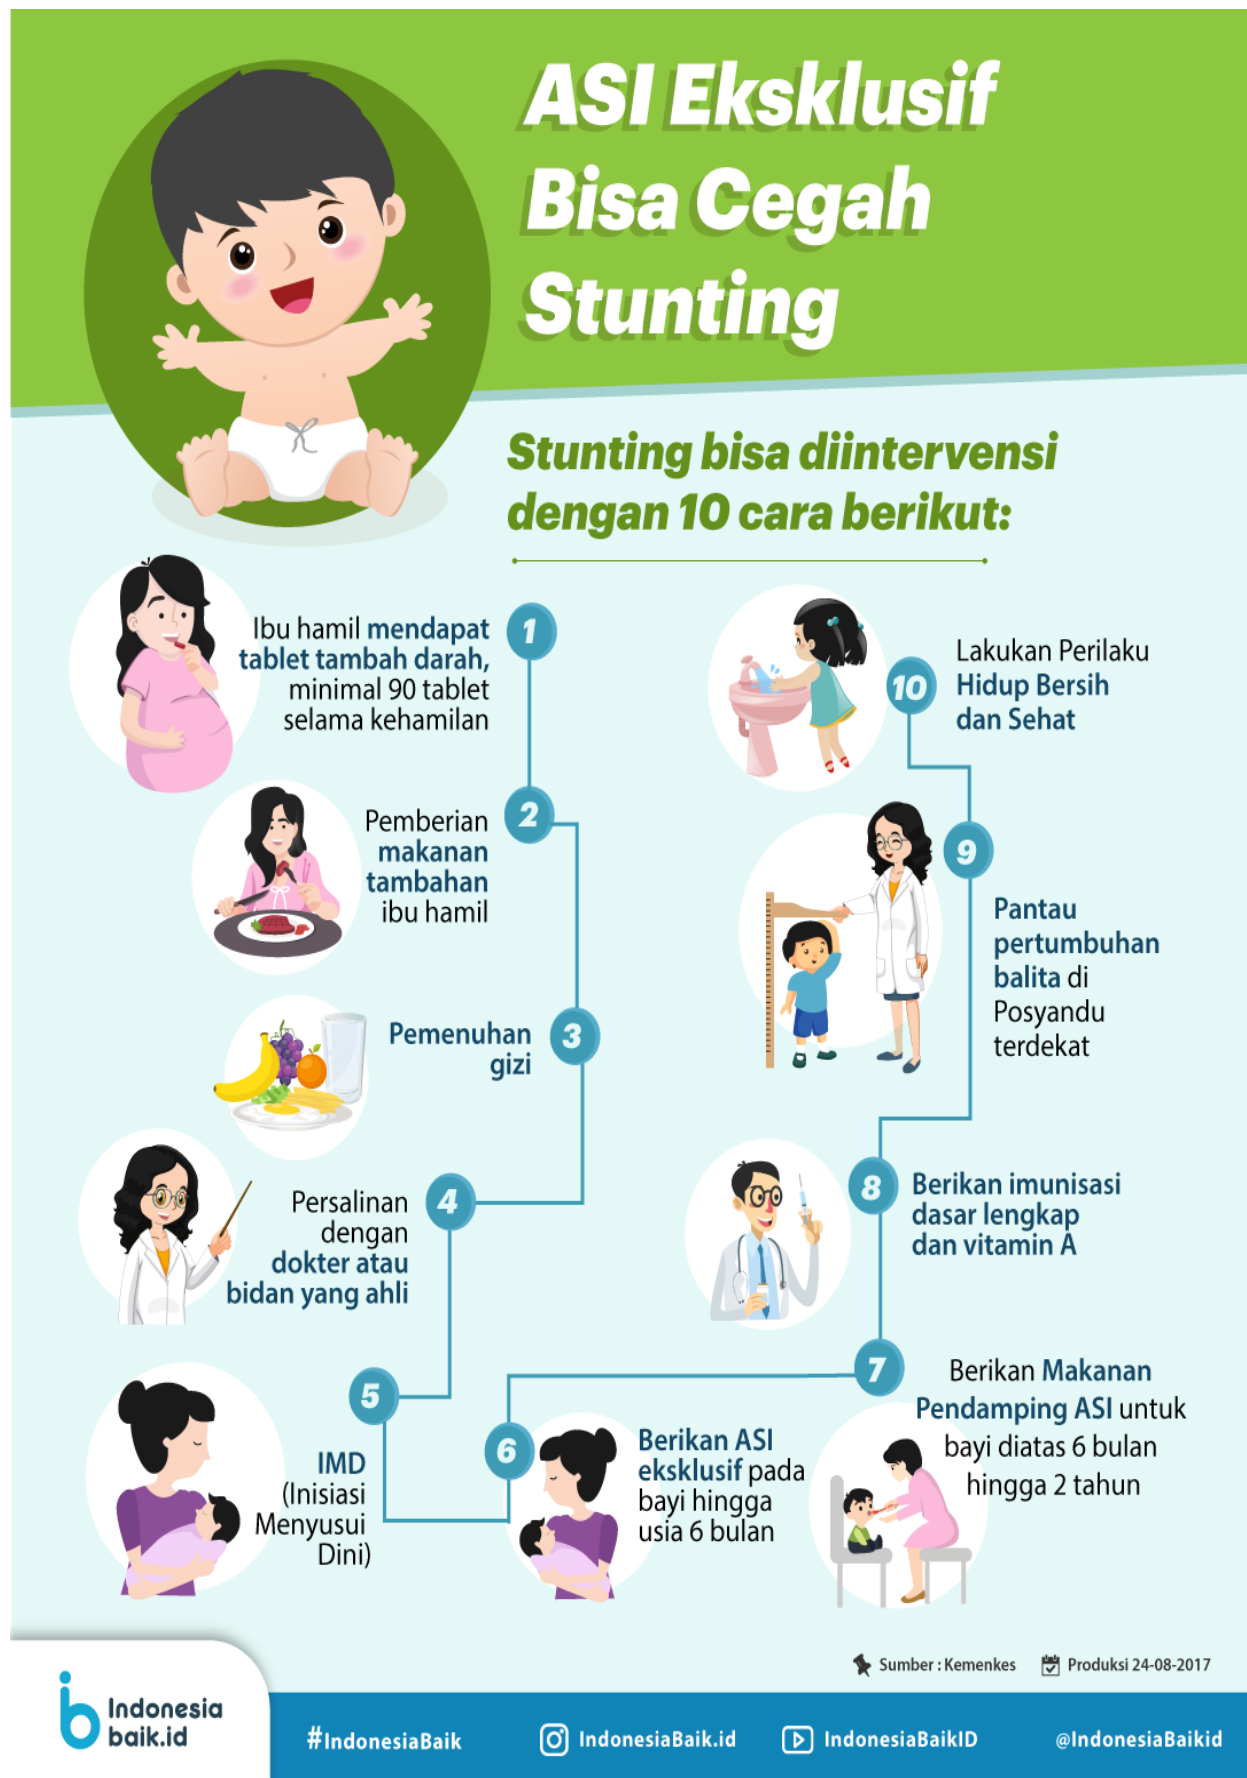 ASI Eksklusif
Bisa Cegah
Stunting
Stunting bisa diintervensi
dengan 10 cara berikut:
1
Ibu hamil mendapat
tablet tambah darah,
minimal 90 tablet
selama kehamilan
2
Pemberian
makanan
tambahan
ibu hamil
3
Pemenuhan
gizi
4
Persalinan
dengan
dokter atau
bidan yang ahli
5
IMD
(Inisiasi
Menyusui
Dini)
6
Berikan ASI
eksklusif pada
bayi hingga
usia 6 bulan
7
Berikan Makanan
Pendamping ASI untuk
bayi diatas 6 bulan
hingga 2 tahun
8
Berikan imunisasi
dasar lengkap
dan vitamin A
9
Pantau
pertumbuhan
balita di
Posyandu
terdekat
10
Lakukan Perilaku
Hidup Bersih
dan Sehat
Sumber : Kemenkes
Produksi 24-08-2017
Indonesia
baik.id
#IndonesiaBaik
IndonesiaBaik.id
IndonesiaBaikID
@IndonesiaBaikid